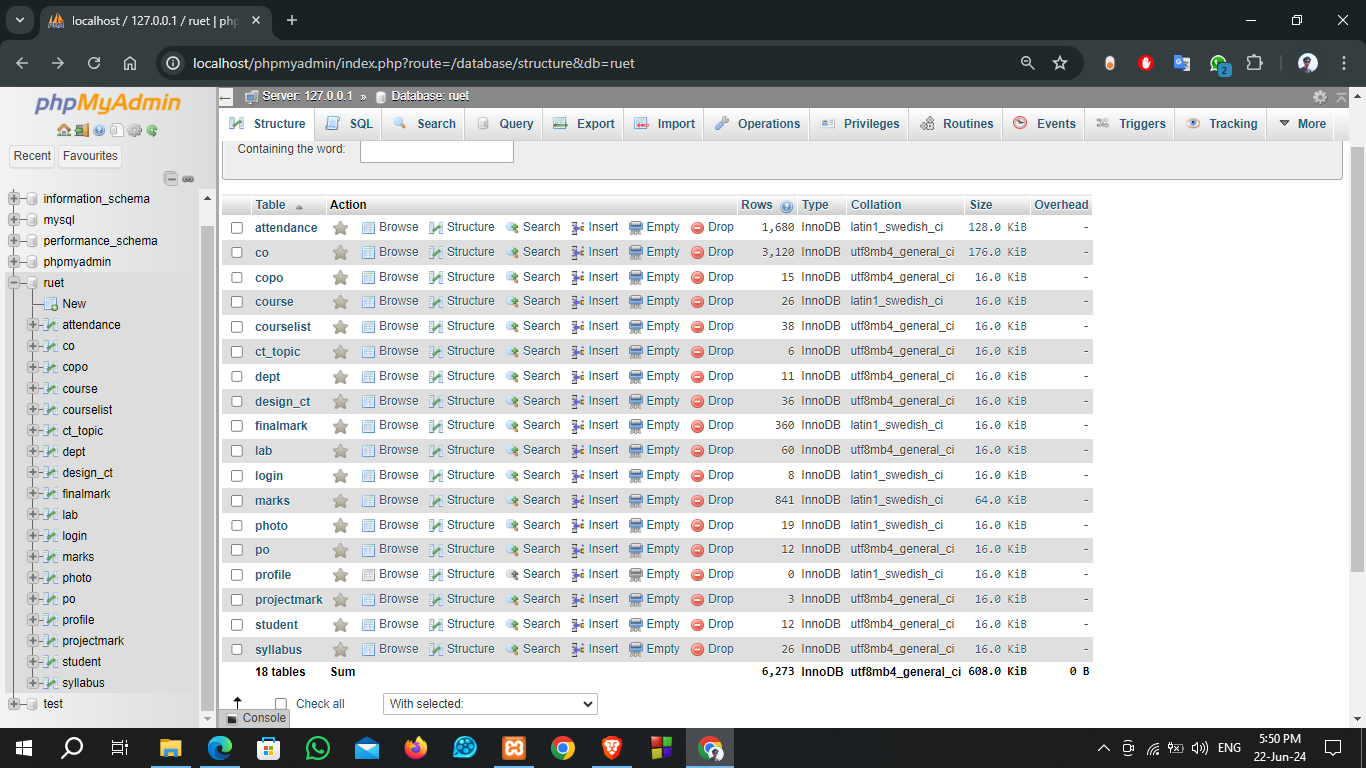 localhost / 127.0.0.1 / ruet | php
localhost/phpmyadmin/index.php?route=/database/structure&db=ruet
2
phpMyAdmin
Recent Favourites
information_schema
mysql
performance_schema
phpmyadmin
ruet
New
attendance
co
copo
course
courselist
ct_topic
dept
design_ct
finalmark
lab
login
marks
photo
po
profile
projectmark
student
syllabus
test
Server: 127.0.0.1 » Database: ruet
Structure SQL Search Query Export Import Operations Privileges Routines Events Triggers Tracking More
Containing the word:
Table Action Rows Type Collation Size Overhead
attendance Browse Structure Search Insert Empty Drop 1,680 InnoDB latin1_swedish_ci 128.0 KiB -
co Browse Structure Search Insert Empty Drop 3,120 InnoDB utf8mb4_general_ci 176.0 KiB -
copo Browse Structure Search Insert Empty Drop 15 InnoDB utf8mb4_general_ci 16.0 KiB -
course Browse Structure Search Insert Empty Drop 26 InnoDB latin1_swedish_ci 16.0 KiB -
courselist Browse Structure Search Insert Empty Drop 38 InnoDB utf8mb4_general_ci 16.0 KiB -
ct_topic Browse Structure Search Insert Empty Drop 6 InnoDB utf8mb4_general_ci 16.0 KiB -
dept Browse Structure Search Insert Empty Drop 11 InnoDB utf8mb4_general_ci 16.0 KiB -
design_ct Browse Structure Search Insert Empty Drop 36 InnoDB utf8mb4_general_ci 16.0 KiB -
finalmark Browse Structure Search Insert Empty Drop 360 InnoDB latin1_swedish_ci 16.0 KiB -
lab Browse Structure Search Insert Empty Drop 60 InnoDB utf8mb4_general_ci 16.0 KiB -
login Browse Structure Search Insert Empty Drop 8 InnoDB latin1_swedish_ci 16.0 KiB -
marks Browse Structure Search Insert Empty Drop 841 InnoDB latin1_swedish_ci 64.0 KiB -
photo Browse Structure Search Insert Empty Drop 19 InnoDB latin1_swedish_ci 16.0 KiB -
po Browse Structure Search Insert Empty Drop 12 InnoDB utf8mb4_general_ci 16.0 KiB -
profile Browse Structure Search Insert Empty Drop 0 InnoDB latin1_swedish_ci 16.0 KiB -
projectmark Browse Structure Search Insert Empty Drop 3 InnoDB utf8mb4_general_ci 16.0 KiB -
student Browse Structure Search Insert Empty Drop 12 InnoDB utf8mb4_general_ci 16.0 KiB -
syllabus Browse Structure Search Insert Empty Drop 26 InnoDB utf8mb4_general_ci 16.0 KiB -
18 tables Sum 6,273 InnoDB utf8mb4_general_ci 608.0 KiB 0 B
Check all With selected:
Console
ENG
5:50 PM
22-Jun-24